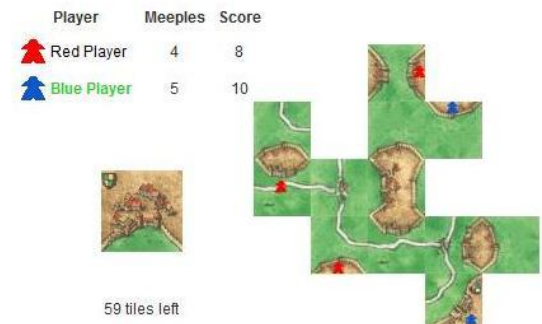 Player Meeples Score
Red Player 4 8
Blue Player 5 10
59 tiles left